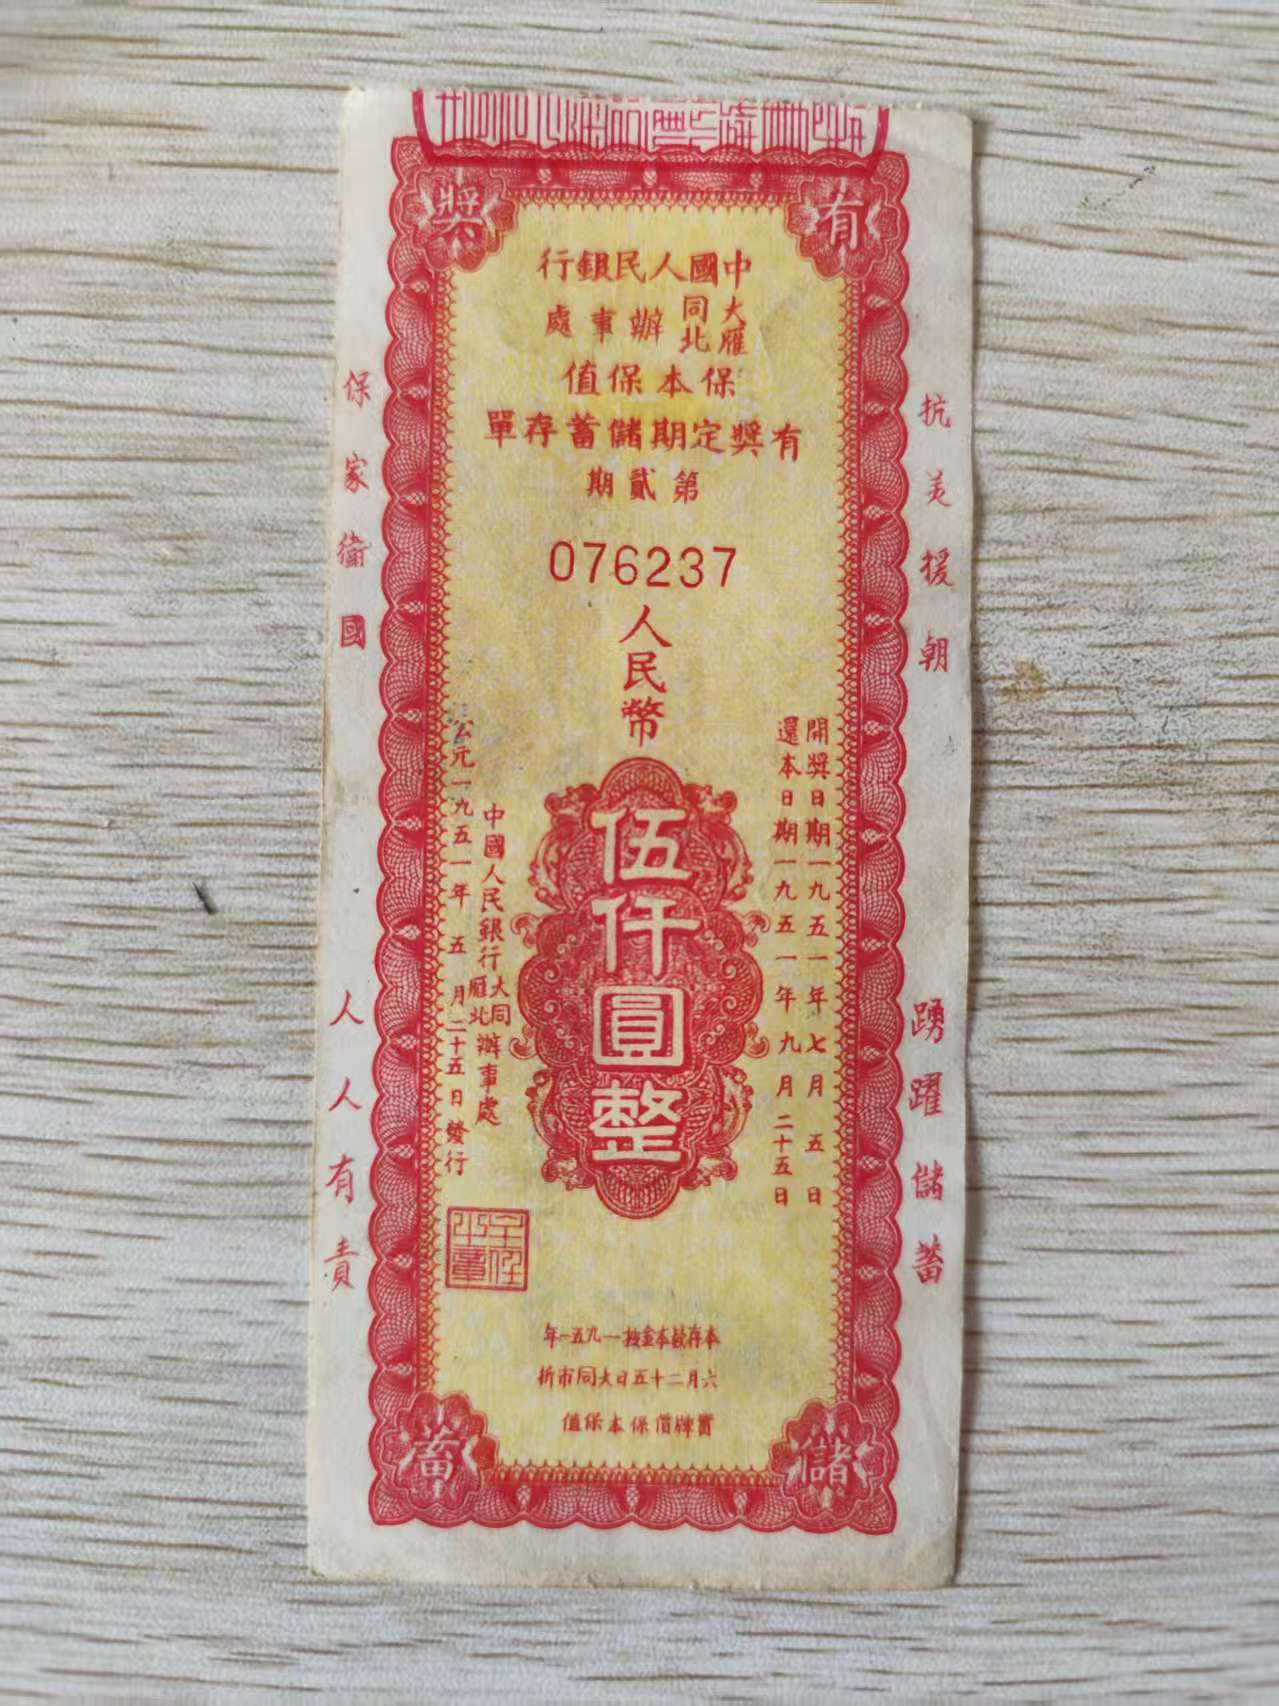 有獎儲蓄
中國人民銀行
大同雁北辦事處
保本保值
有獎定期儲蓄存單
第貳期
076237
人民幣
伍仟圓整
開獎日期一九五一年七月五日
還本日期一九五一年九月二十五日
中國人民銀行大同雁北辦事處
公元一九五一年五月二十五日發行
主任之章
本存款本金按一九五一年
六月二十五日大同市折
實牌價保本保值
抗美援朝
保家衛國
踴躍儲蓄
人人有責